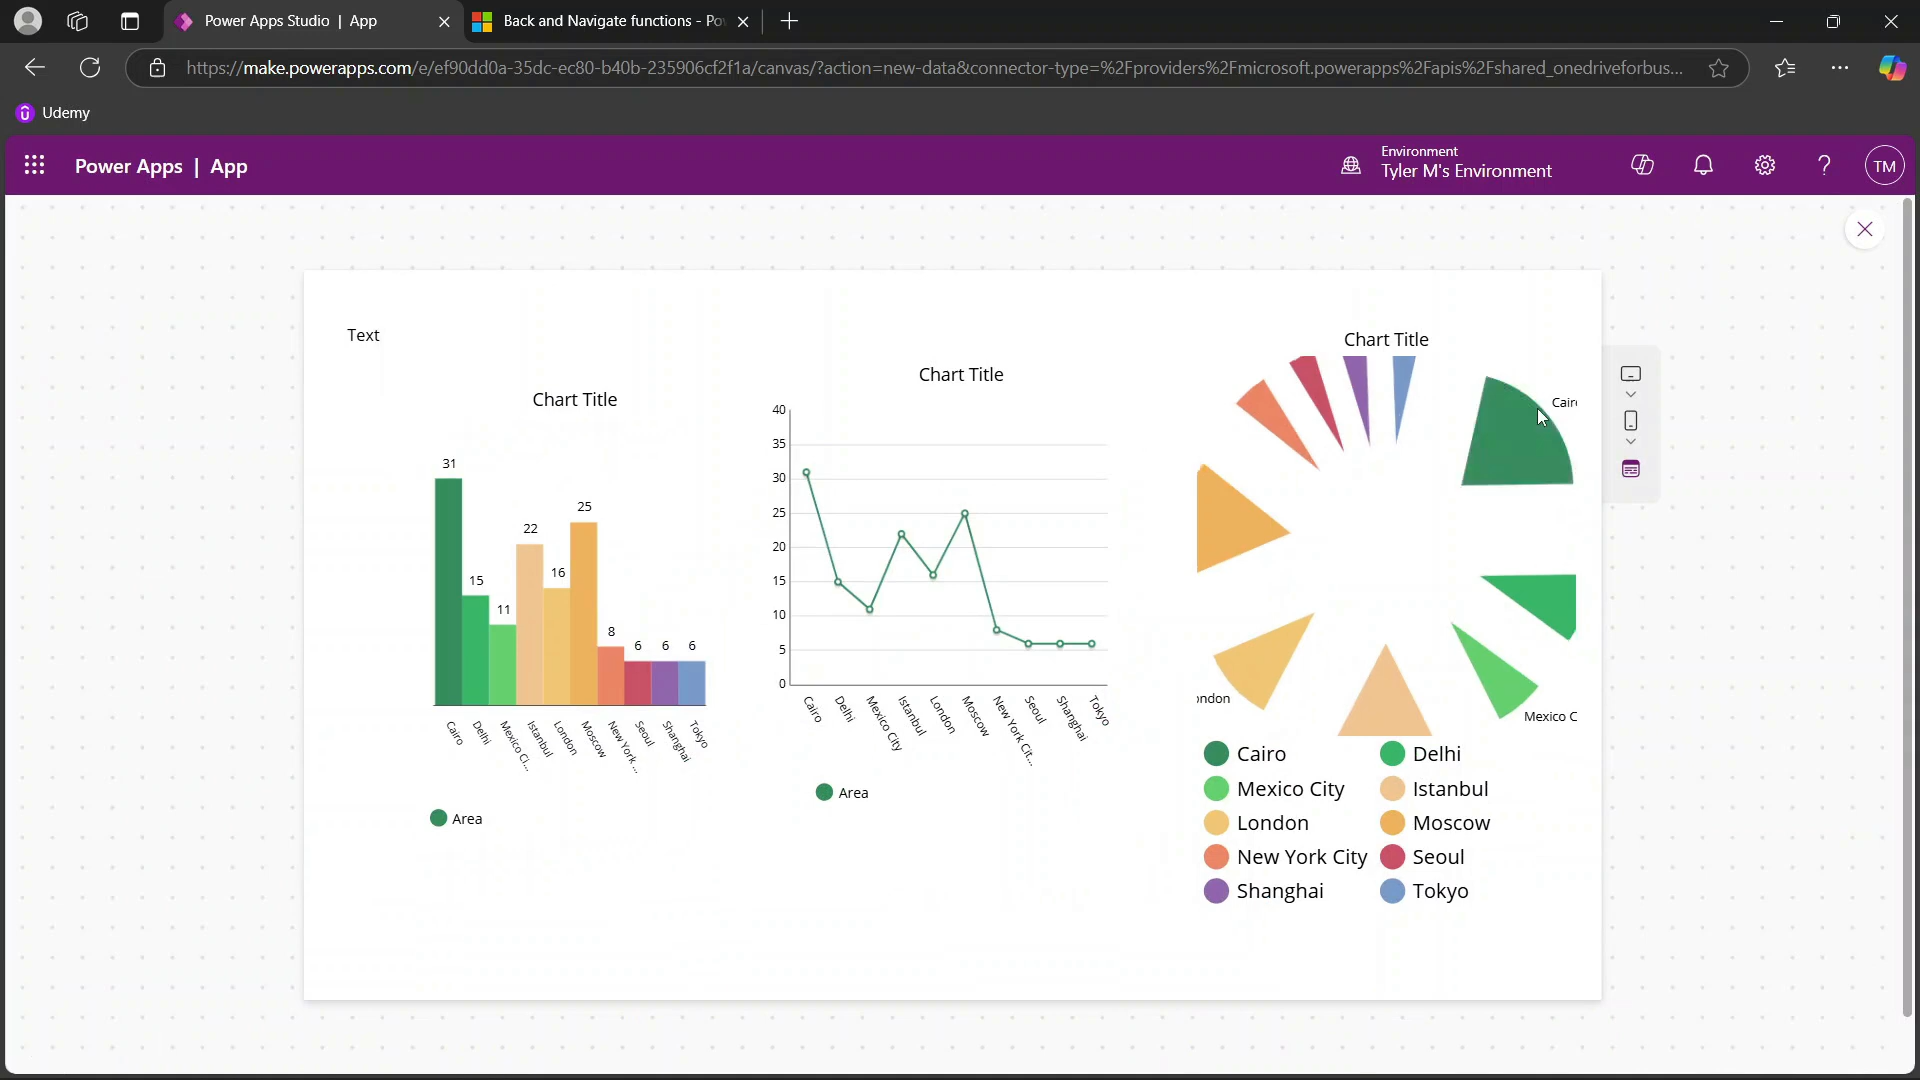 Power Apps Studio | App
Back and Navigate functions - Po
https://make.powerapps.com/e/ef90dd0a-35dc-ec80-b40b-235906cf2f1a/canvas/?action=new-data&connector-type=%2Fproviders%2Fmicrosoft.powerapps%2Fapis%2Fshared_onedriveforbus...
Udemy
Power Apps | App
Environment
Tyler M's Environment
TM
Text
Chart Title
31
15
11
22
16
25
8
6
6
6
Cairo
Delhi
Mexico Ci...
Istanbul
London
Moscow
New York ...
Seoul
Shanghai
Tokyo
Area
Chart Title
40
35
30
25
20
15
10
5
0
Cairo
Delhi
Mexico City
Istanbul
London
Moscow
New York Cit...
Seoul
Shanghai
Tokyo
Area
Chart Title
Cair
ondon
Mexico C
Cairo
Delhi
Mexico City
Istanbul
London
Moscow
New York City
Seoul
Shanghai
Tokyo